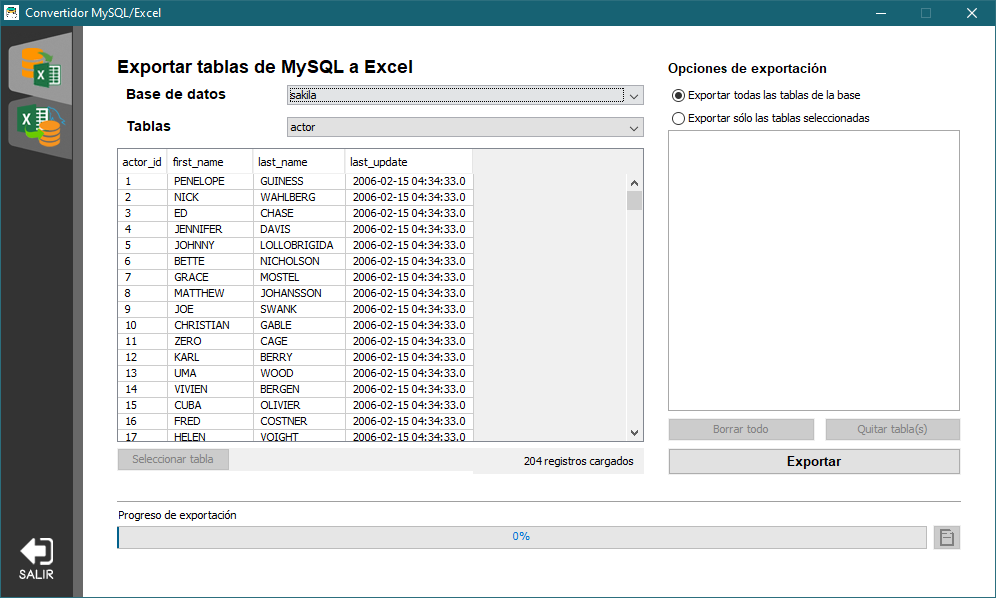 Convertidor MySQL/Excel
Exportar tablas de MySQL a Excel
Base de datos
sakila
Tablas
actor
actor_id first_name last_name last_update
1 PENELOPE GUINESS 2006-02-15 04:34:33.0
2 NICK WAHLBERG 2006-02-15 04:34:33.0
3 ED CHASE 2006-02-15 04:34:33.0
4 JENNIFER DAVIS 2006-02-15 04:34:33.0
5 JOHNNY LOLLOBRIGIDA 2006-02-15 04:34:33.0
6 BETTE NICHOLSON 2006-02-15 04:34:33.0
7 GRACE MOSTEL 2006-02-15 04:34:33.0
8 MATTHEW JOHANSSON 2006-02-15 04:34:33.0
9 JOE SWANK 2006-02-15 04:34:33.0
10 CHRISTIAN GABLE 2006-02-15 04:34:33.0
11 ZERO CAGE 2006-02-15 04:34:33.0
12 KARL BERRY 2006-02-15 04:34:33.0
13 UMA WOOD 2006-02-15 04:34:33.0
14 VIVIEN BERGEN 2006-02-15 04:34:33.0
15 CUBA OLIVIER 2006-02-15 04:34:33.0
16 FRED COSTNER 2006-02-15 04:34:33.0
17 HELEN VOIGHT 2006-02-15 04:34:33.0
Seleccionar tabla
204 registros cargados
Opciones de exportación
Exportar todas las tablas de la base
Exportar sólo las tablas seleccionadas
Borrar todo
Quitar tabla(s)
Exportar
Progreso de exportación
0%
X
X
SALIR